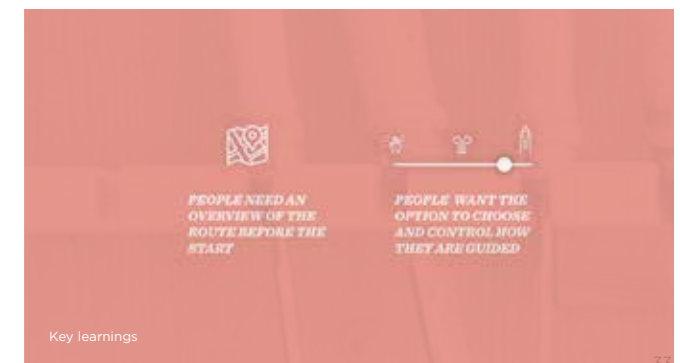 PEOPLE NEED AN
OVERVIEW OF THE
ROUTE BEFORE THE
START
PEOPLE WANT THE
OPTION TO CHOOSE
AND CONTROL HOW
THEY ARE GUIDED
Key learnings
33